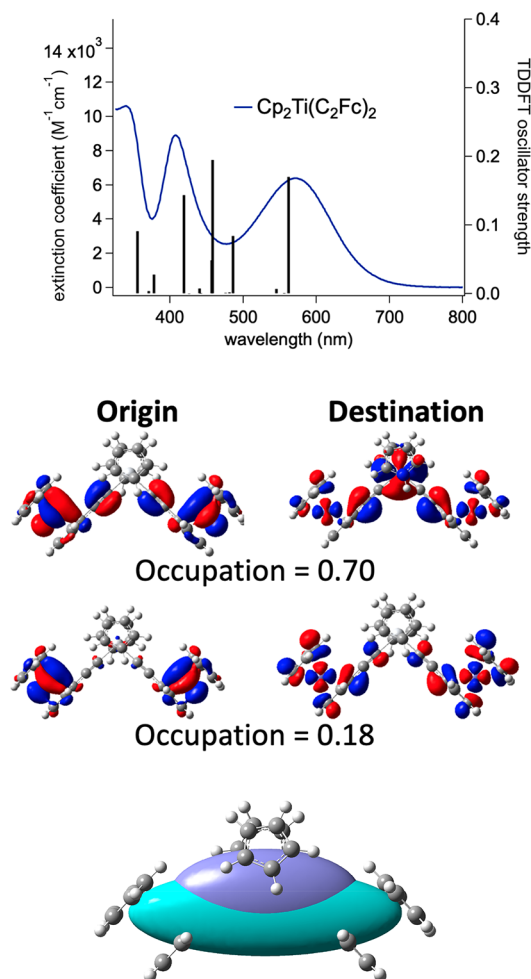 14 x10³
12
10
8
6
4
2
0
extinction coefficient (M⁻¹cm⁻¹)
Cp₂Ti(C₂Fc)₂
0.4
0.3
0.2
0.1
0.0
TDDFT oscillator strength
400 500 600 700 800
wavelength (nm)
Origin Destination
Occupation = 0.70
Occupation = 0.18